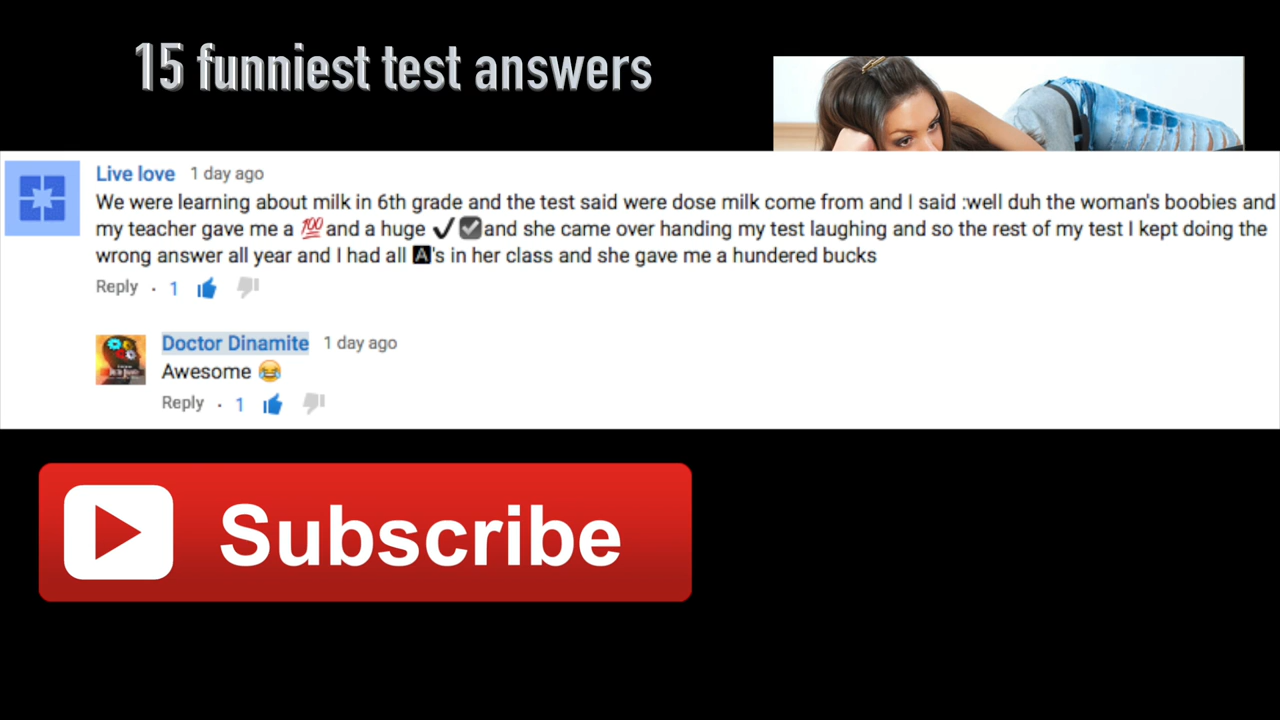 15 funniest test answers
Live love 1 day ago
We were learning about milk in 6th grade and the test said were dose milk come from and I said :well duh the woman's boobies and
my teacher gave me a 💯and a huge ✔☑and she came over handing my test laughing and so the rest of my test I kept doing the
wrong answer all year and I had all 🅰's in her class and she gave me a hundered bucks
Reply · 1
Doctor Dinamite 1 day ago
Awesome 😂
Reply · 1
Subscribe